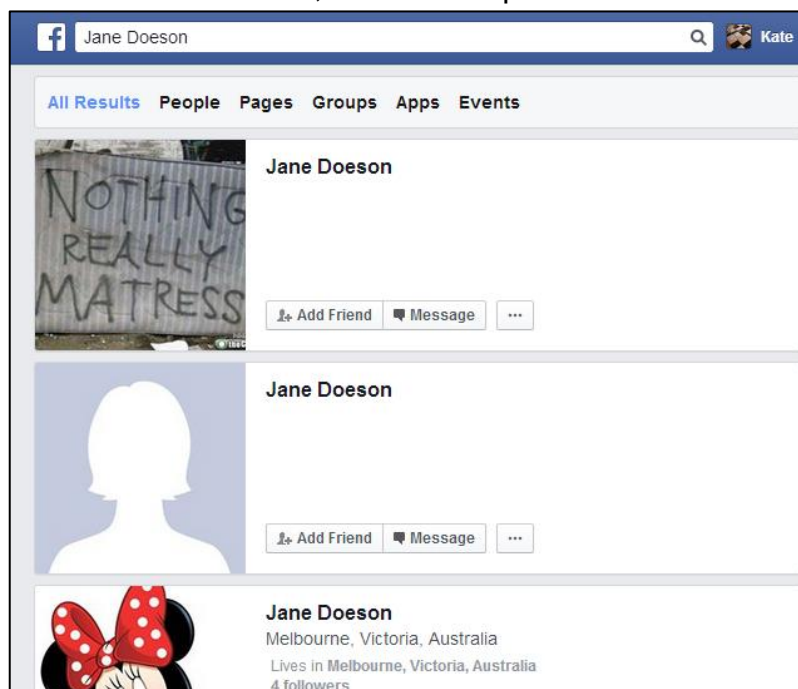 f Jane Doeson Kate
All Results People Pages Groups Apps Events
NOTHING
REALLY
MATRESS
Jane Doeson
Add Friend Message ...
Jane Doeson
Add Friend Message ...
Jane Doeson
Melbourne, Victoria, Australia
Lives in Melbourne, Victoria, Australia
4 followers